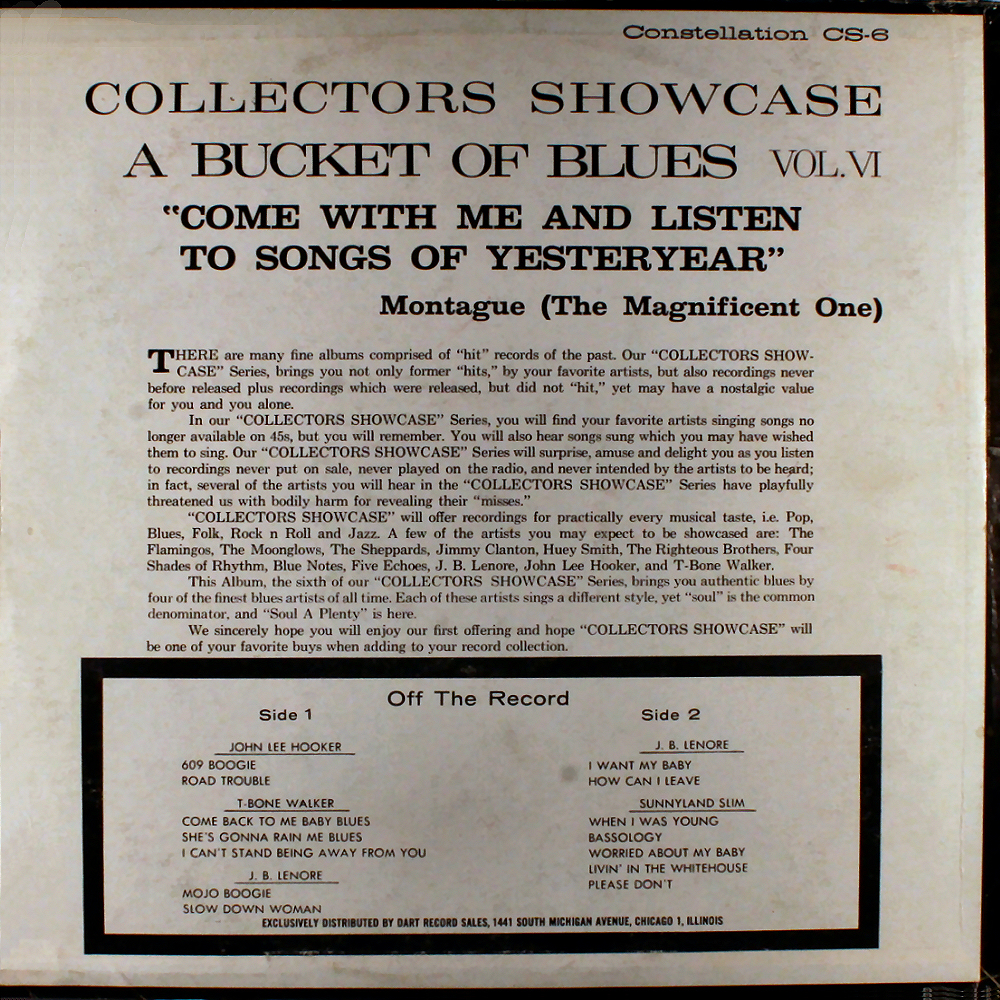 Constellation CS-6
COLLECTORS SHOWCASE
A BUCKET OF BLUES VOL. VI
"COME WITH ME AND LISTEN
TO SONGS OF YESTERYEAR"
Montague (The Magnificent One)
THERE are many fine albums comprised of "hit" records of the past. Our "COLLECTORS SHOW-
CASE" Series, brings you not only former "hits," by your favorite artists, but also recordings never
before released plus recordings which were released, but did not "hit," yet may have a nostalgic value
for you and you alone.
In our "COLLECTORS SHOWCASE" Series, you will find your favorite artists singing songs no
longer available on 45s, but you will remember. You will also hear songs sung which you may have wished
them to sing. Our "COLLECTORS SHOWCASE" Series will surprise, amuse and delight you as you listen
to recordings never put on sale, never played on the radio, and never intended by the artists to be heard;
in fact, several of the artists you will hear in the "COLLECTORS SHOWCASE" Series have playfully
threatened us with bodily harm for revealing their "misses."
"COLLECTORS SHOWCASE" will offer recordings for practically every musical taste, i.e. Pop,
Blues, Folk, Rock n Roll and Jazz. A few of the artists you may expect to be showcased are: The
Flamingos, The Moonglows, The Sheppards, Jimmy Clanton, Huey Smith, The Righteous Brothers, Four
Shades of Rhythm, Blue Notes, Five Echoes, J. B. Lenore, John Lee Hooker, and T-Bone Walker.
This Album, the sixth of our "COLLECTORS SHOWCASE" Series, brings you authentic blues by
four of the finest blues artists of all time. Each of these artists sings a different style, yet "soul" is the common
denominator, and "Soul A Plenty" is here.
We sincerely hope you will enjoy our first offering and hope "COLLECTORS SHOWCASE" will
be one of your favorite buys when adding to your record collection.
Off The Record
Side 1
JOHN LEE HOOKER
609 BOOGIE
ROAD TROUBLE
T-BONE WALKER
COME BACK TO ME BABY BLUES
SHE'S GONNA RAIN ME BLUES
I CAN'T STAND BEING AWAY FROM YOU
J. B. LENORE
MOJO BOOGIE
SLOW DOWN WOMAN
Side 2
J. B. LENORE
I WANT MY BABY
HOW CAN I LEAVE
SUNNYLAND SLIM
WHEN I WAS YOUNG
BASSOLOGY
WORRIED ABOUT MY BABY
LIVIN' IN THE WHITEHOUSE
PLEASE DON'T
EXCLUSIVELY DISTRIBUTED BY DART RECORD SALES, 1441 SOUTH MICHIGAN AVENUE, CHICAGO 1, ILLINOIS